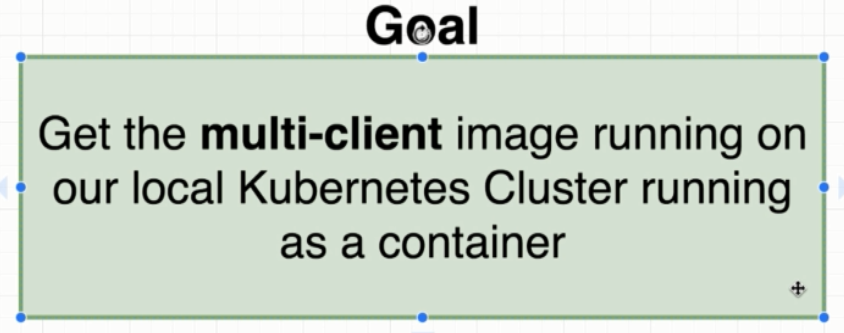 Goal
Get the multi-client image running on
our local Kubernetes Cluster running
as a container